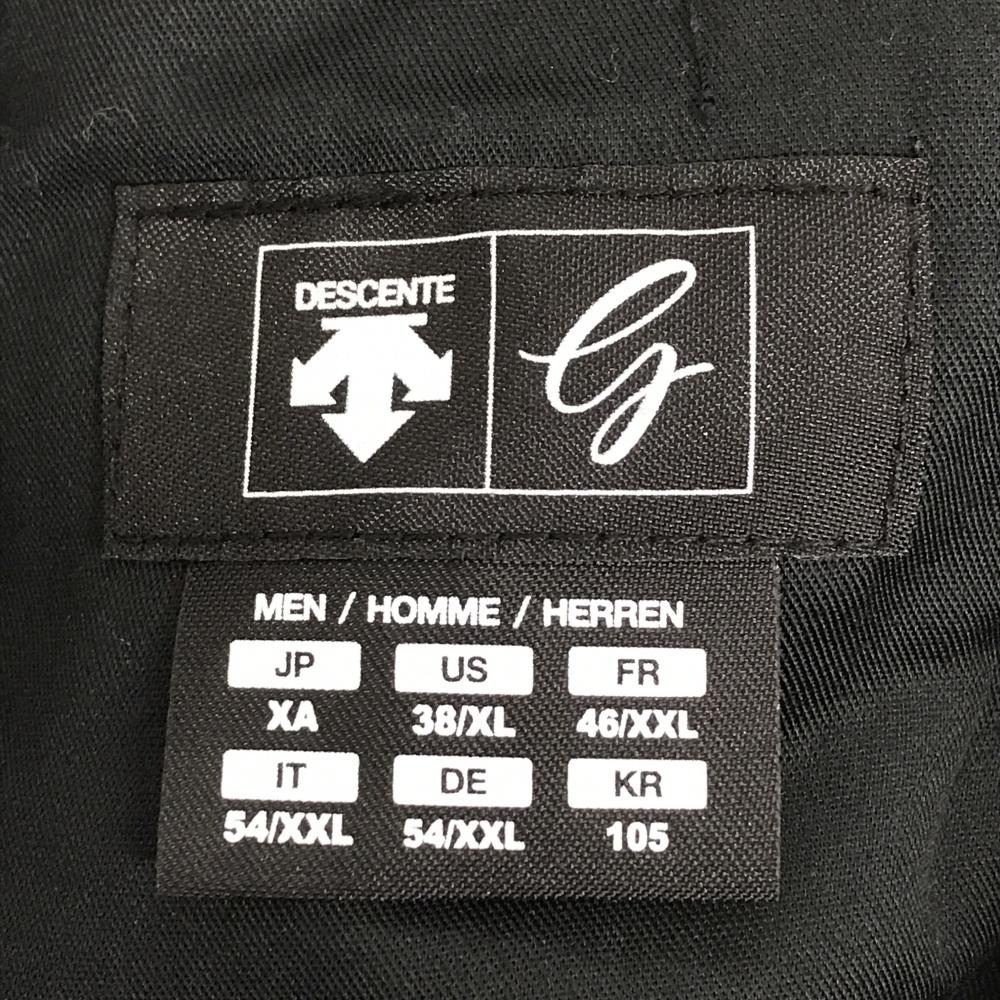 DESCENTE
G
MEN / HOMME / HERREN
JP US FR
XA 38/XL 46/XXL
IT DE KR
54/XXL 54/XXL 105